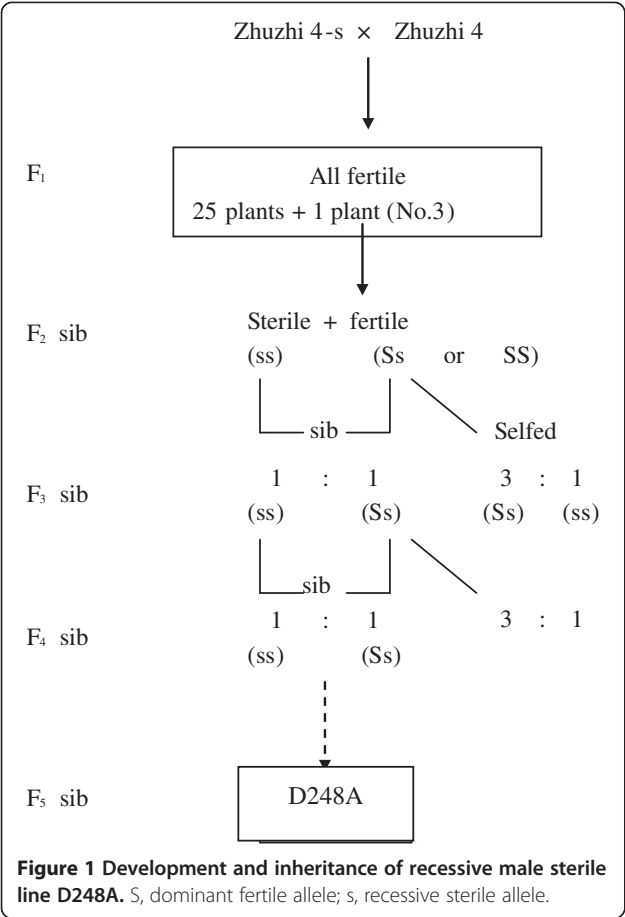 Zhuzhi 4-s × Zhuzhi 4
F₁
All fertile
25 plants + 1 plant (No.3)
F₂ sib
Sterile + fertile
(ss) (Ss or SS)
sib Selfed
F₃ sib
1 : 1 3 : 1
(ss) (Ss) (Ss) (ss)
sib
F₄ sib
1 : 1 3 : 1
(ss) (Ss)
F₅ sib
D248A
Figure 1 Development and inheritance of recessive male sterile
line D248A. S, dominant fertile allele; s, recessive sterile allele.